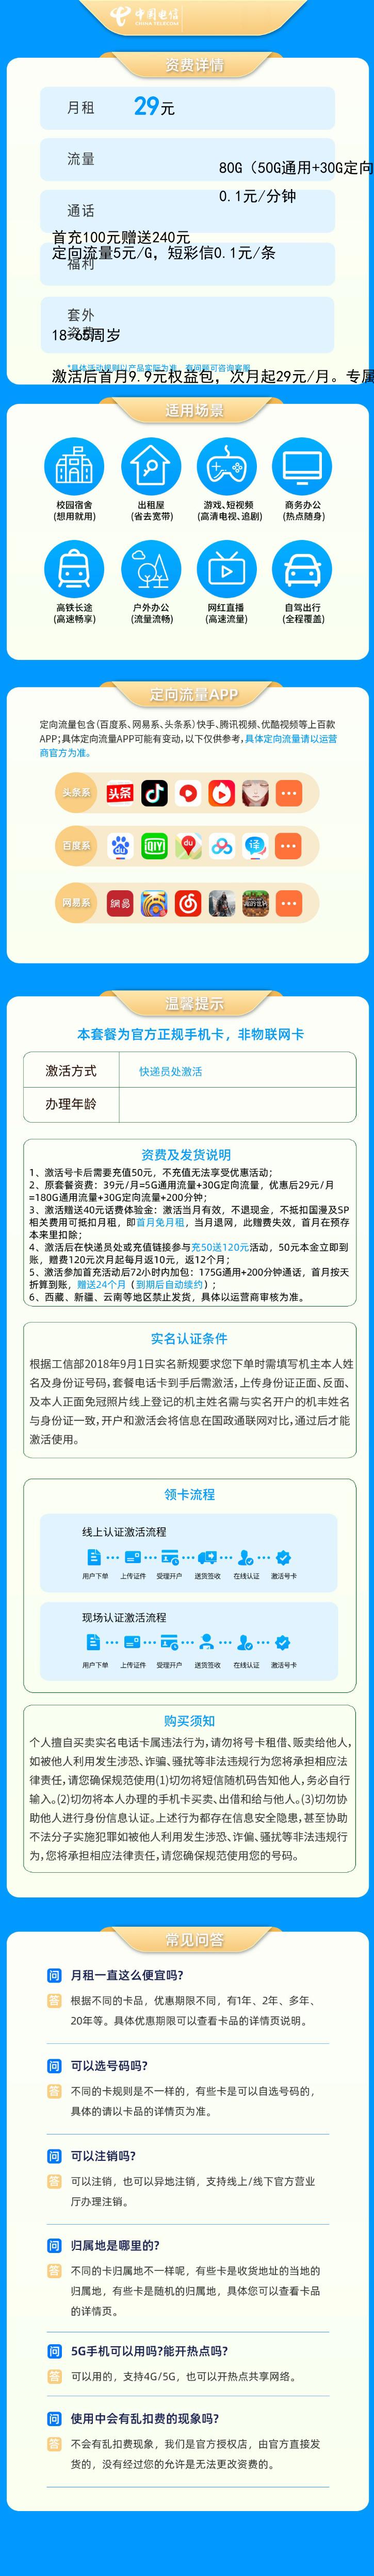 中国电信
CHINA TELECOM
资费详情
月租 29元
流量
80G（50G通用+30G定向
0.1元/分钟
通话
首充100元赠送240元
定向流量5元/G，短彩信0.1元/条
福利
套外
资费
18-65周岁
*具体活动规则以产品实际为准，有问题可咨询客服
激活后首月9.9元权益包，次月起29元/月。专属
适用场景
校园宿舍 出租屋 游戏、短视频 商务办公
(想用就用) (省去宽带) (高清电视、追剧) (热点随身)
高铁长途 户外办公 网红直播 自驾出行
(高速畅享) (流量流畅) (高速流量) (全程覆盖)
定向流量APP
定向流量包含(百度系、网易系、头条系)快手、腾讯视频、优酷视频等上百款
APP;具体定向流量APP可能有变动,以下仅供参考,具体定向流量请以运营
商官方为准。
头条系 头条
百度系 du iQIYI du 译
网易系 網易
温馨提示
本套餐为官方正规手机卡，非物联网卡
激活方式 快递员处激活
办理年龄
资费及发货说明
1、激活号卡后需要充值50元，不充值无法享受优惠活动；
2、原套餐资费：39元/月=5G通用流量+30G定向流量，优惠后29元/月
=180G通用流量+30G定向流量+200分钟；
3、激活赠送40元话费体验金：激活当月有效，不退现金，不抵扣国漫及SP
相关费用可抵扣月租，即首月免月租，当月退网，此赠费失效，首月在预存
本来里扣除；
4、激活后在快递员处或充值链接参与充50送120元活动，50元本金立即到
账，赠费120元次月起每月返10元，返12个月；
5、激活参加首充活动后72小时内加包：175G通用+200分钟通话，首月按天
折算到账，赠送24个月（到期后自动续约）；
6、西藏、新疆、云南等地区禁止发货，具体以运营商审核为准。
实名认证条件
根据工信部2018年9月1日实名新规要求您下单时需填写机主本人姓
名及身份证号码,套餐电话卡到手后需激活,上传身份证正面、反面、
及本人正面免冠照片线上登记的机主姓名需与实名开户的机丰姓名
与身份证一致,开户和激活会将信息在国政通联网对比,通过后才能
激活使用。
领卡流程
线上认证激活流程
用户下单 上传证件 受理开户 送货签收 在线认证 激活号卡
现场认证激活流程
用户下单 上传证件 受理开户 送货签收 在线认证 激活号卡
购买须知
个人擅自买卖实名电话卡属违法行为,请勿将号卡租借、贩卖给他人,
如被他人利用发生涉恐、诈骗、骚扰等非法违规行为您将承担相应法
律责任,请您确保规范使用(1)切勿将短信随机码告知他人,务必自行
输入。(2)切勿将本人办理的手机卡买卖、出借和给与他人。(3)切勿协
助他人进行身份信息认证。上述行为都存在信息安全隐患,甚至协助
不法分子实施犯罪如被他人利用发生涉恐、诈偏、骚扰等非法违规行
为,您将承担相应法律责任,请您确保规范使用您的号码。
常见问答
问 月租一直这么便宜吗?
答 根据不同的卡品，优惠期限不同，有1年、2年、多年、
20年等。具体优惠期限可以查看卡品的详情页说明。
问 可以选号码吗?
答 不同的卡规则是不一样的，有些卡是可以自选号码的，
具体的请以卡品的详情页为准。
问 可以注销吗?
答 可以注销，也可以异地注销，支持线上/线下官方营业
厅办理注销。
问 归属地是哪里的?
答 不同的卡归属地不一样呢，有些卡是收货地址的当地的
归属地，有些卡是随机的归属地，具体您可以查看卡品
的详情页。
问 5G手机可以用吗?能开热点吗?
答 可以用的，支持4G/5G，也可以开热点共享网络。
问 使用中会有乱扣费的现象吗?
答 不会有乱扣费现象，我们是官方授权店，由官方直接发
货的，没有经过您的允许是无法更改资费的。